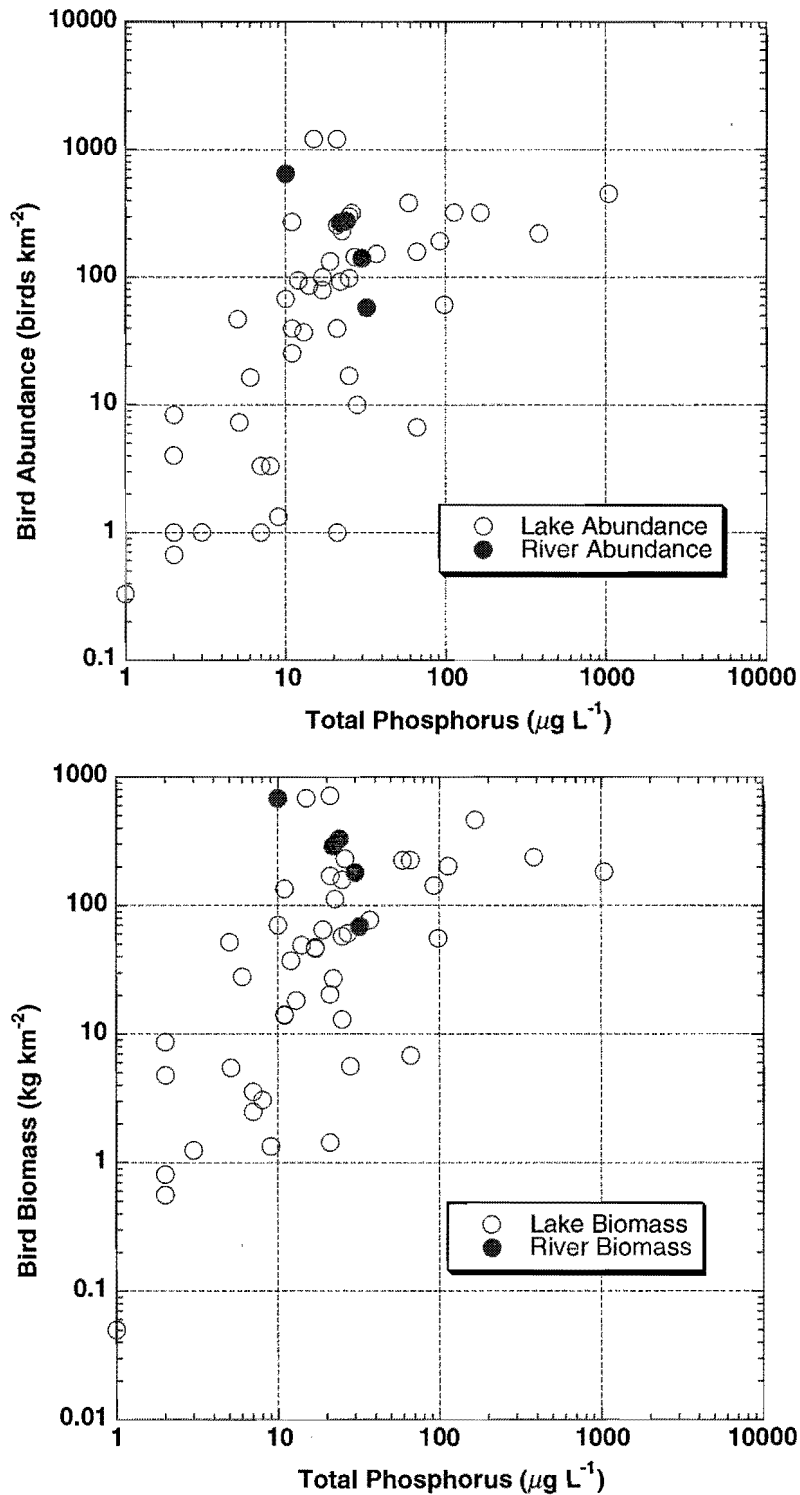 10000
1000
100
10
1
0.1
Bird Abundance (birds km-2)
Lake Abundance
River Abundance
1 10 100 1000 10000
Total Phosphorus (μg L-1)
1000
100
10
1
0.1
0.01
Bird Biomass (kg km-2)
Lake Biomass
River Biomass
1 10 100 1000 10000
Total Phosphorus (μg L-1)